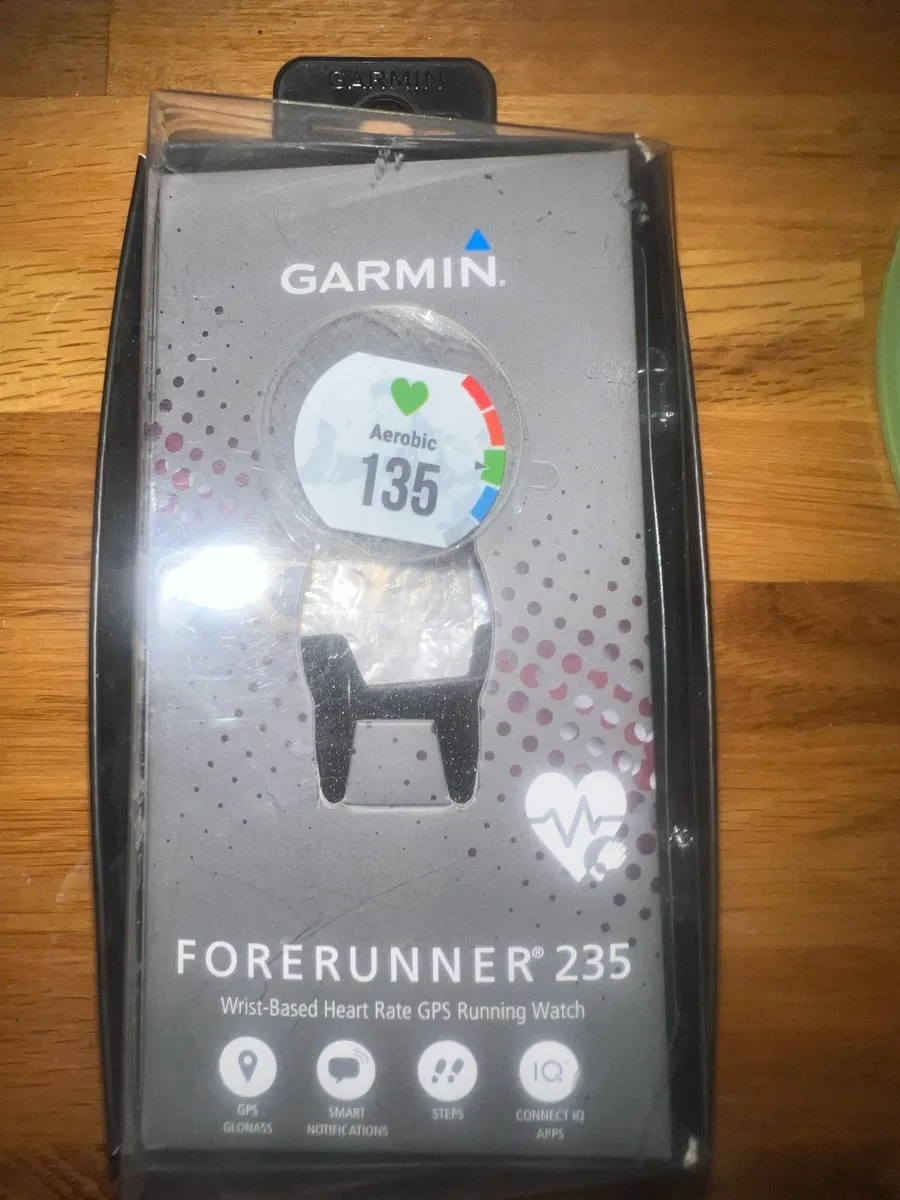 GARMIN
GARMIN.
Aerobic
135
FORERUNNER® 235
Wrist-Based Heart Rate GPS Running Watch
GPS
GLONASS
SMART
NOTIFICATIONS
STEPS
IQ™
CONNECT IQ
APPS